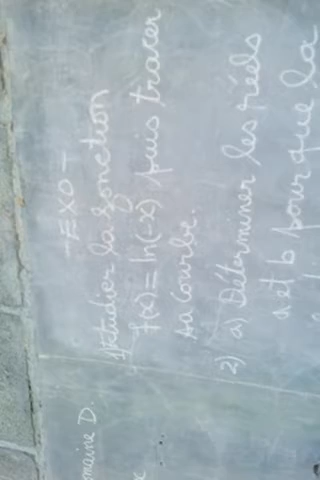 - EXO -
1) Etudier la fonction
f(x) = ln(-x) puis tracer
sa courbe.
2) a) Déterminer les réels
a et b pour que la
maine D.